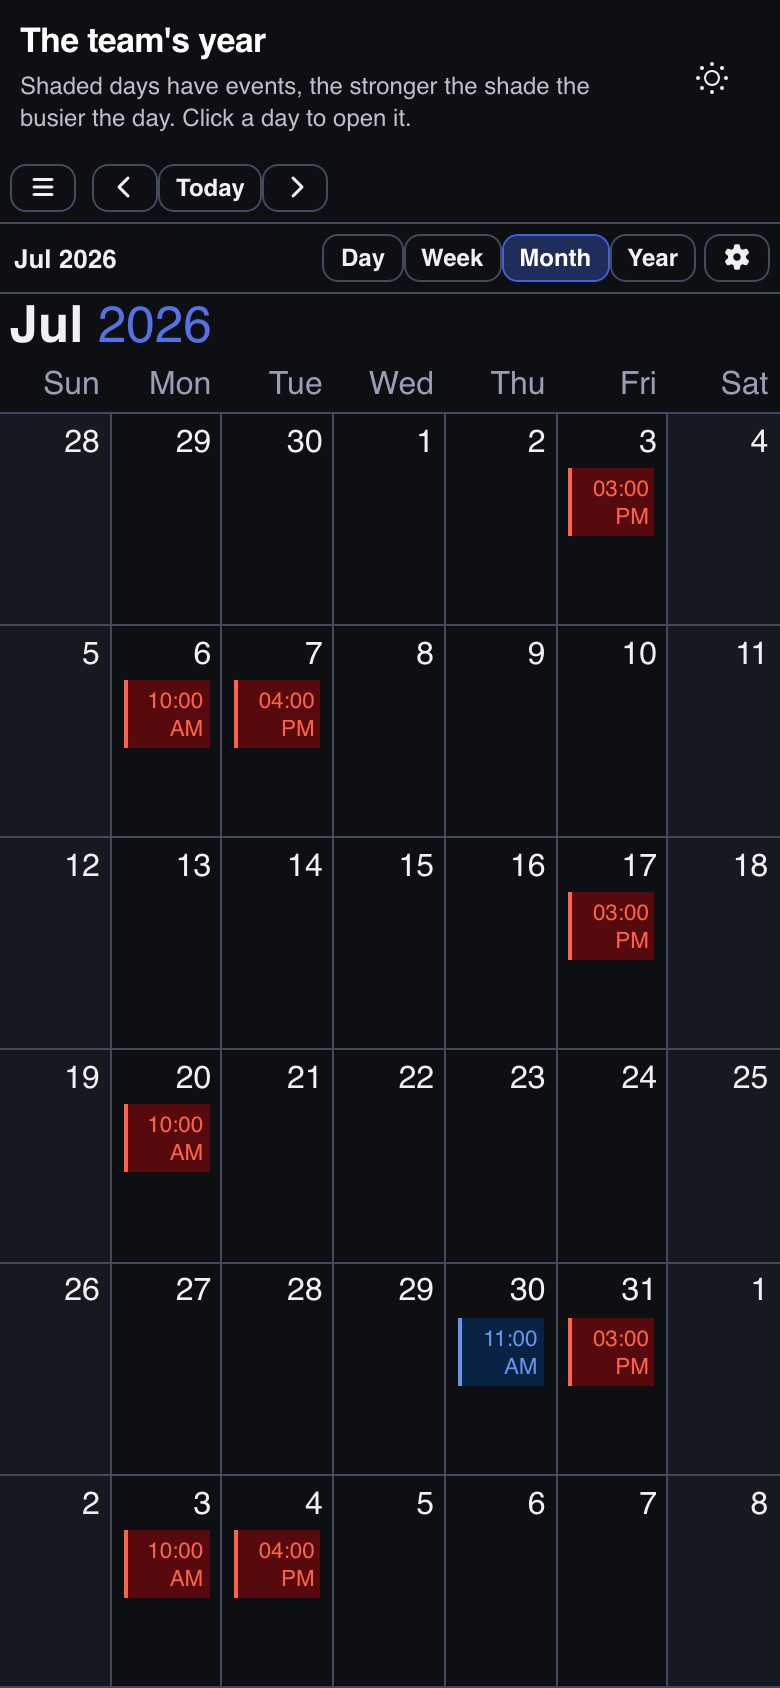 The team's year
Shaded days have events, the stronger the shade the
busier the day. Click a day to open it.
Today
Jul 2026
Day Week Month Year
Jul 2026
Sun Mon Tue Wed Thu Fri Sat
28 29 30 1 2 3 4
03:00
PM
5 6 7 8 9 10 11
10:00 04:00
AM PM
12 13 14 15 16 17 18
03:00
PM
19 20 21 22 23 24 25
10:00
AM
26 27 28 29 30 31 1
11:00 03:00
AM PM
2 3 4 5 6 7 8
10:00 04:00
AM PM